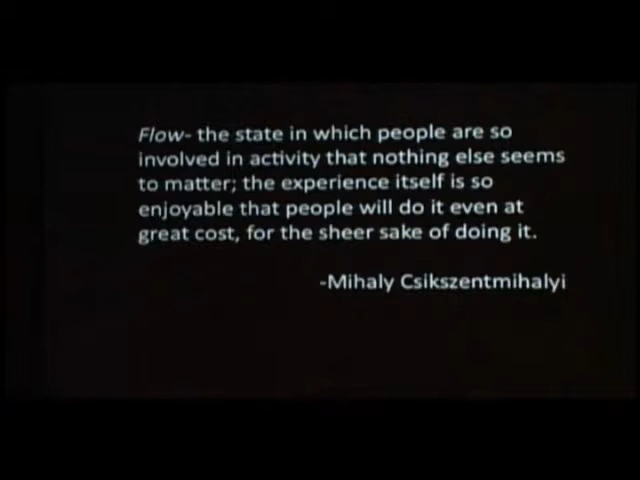 Flow- the state in which people are so
involved in activity that nothing else seems
to matter; the experience itself is so
enjoyable that people will do it even at
great cost, for the sheer sake of doing it.
-Mihaly Csikszentmihalyi